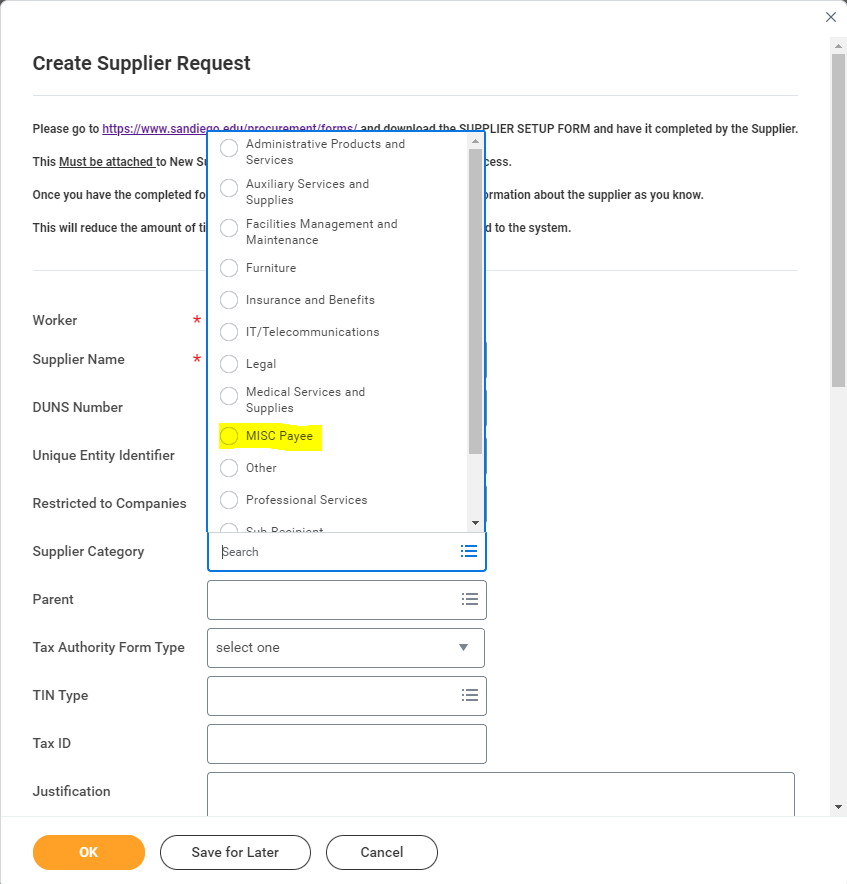 Create Supplier Request
Please go to https://www.sandiego.edu/procurement/forms/ and download the SUPPLIER SETUP FORM and have it completed by the Supplier.
This Must be attached to New Su cess.
Once you have the completed fo ormation about the supplier as you know.
This will reduce the amount of ti d to the system.
Administrative Products and
Services
Auxiliary Services and
Supplies
Facilities Management and
Maintenance
Furniture
Insurance and Benefits
IT/Telecommunications
Legal
Medical Services and
Supplies
MISC Payee
Other
Professional Services
Sub Recipient
Worker *
Supplier Name *
DUNS Number
Unique Entity Identifier
Restricted to Companies
Supplier Category Search
Parent
Tax Authority Form Type select one
TIN Type
Tax ID
Justification
OK Save for Later Cancel